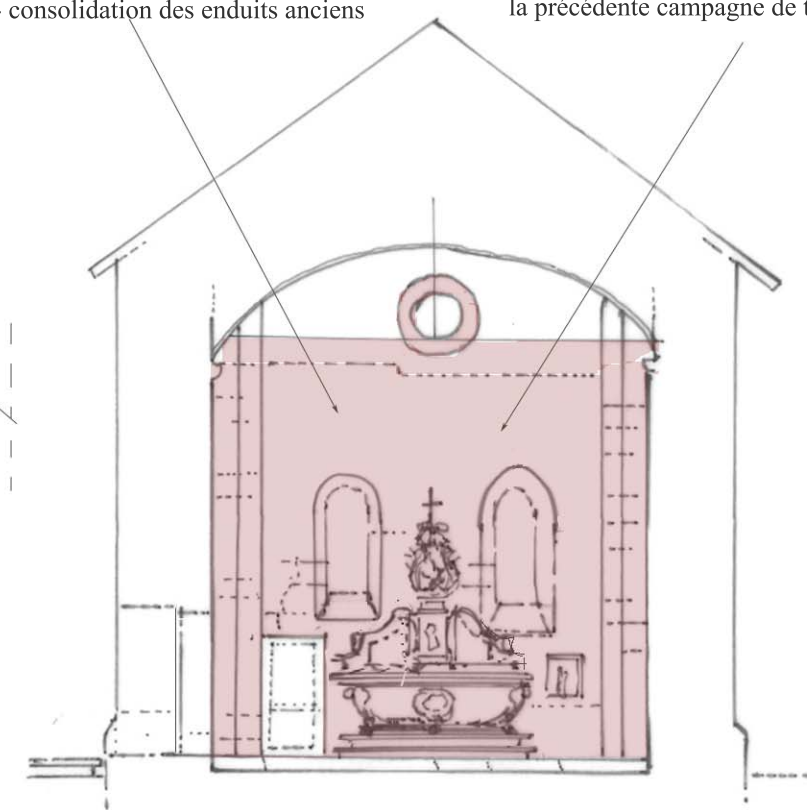 - consolidation des enduits anciens
la précédente campagne de t